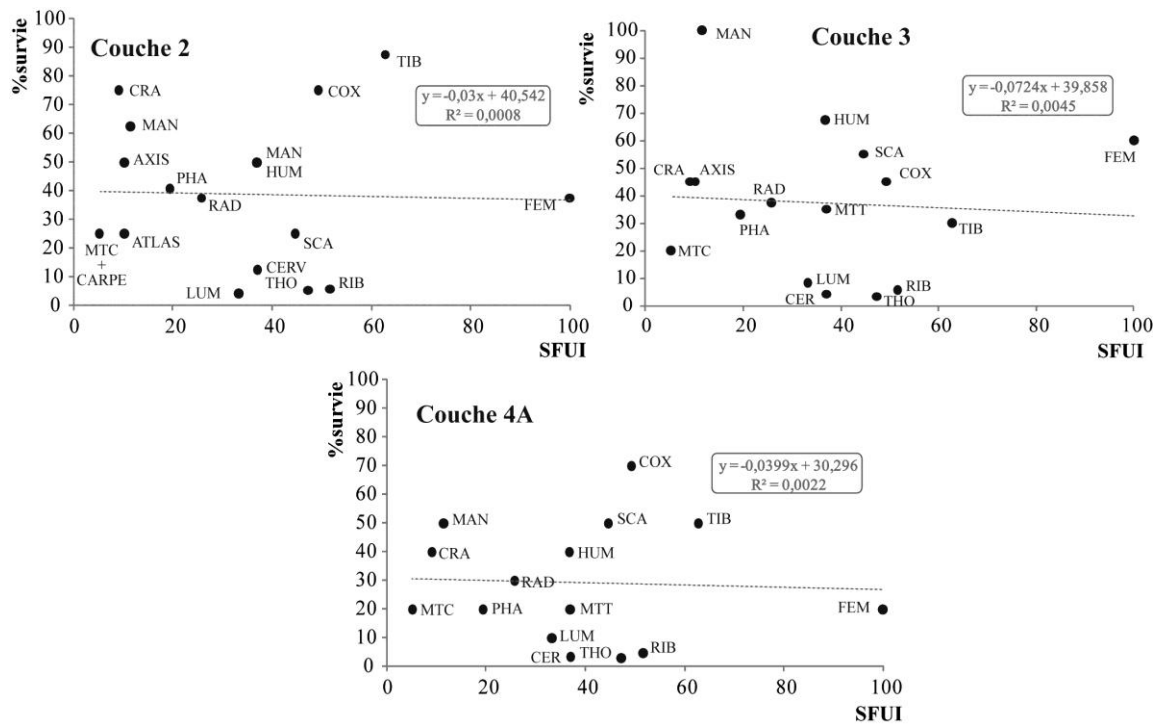 Couche 2
%survie
100
90
80
70
60
50
40
30
20
10
0
TIB
CRA
COX
y=-0,03x + 40,542
R² = 0,0008
MAN
AXIS
MAN
HUM
PHA
RAD
FEM
MTC
+
CARPE
ATLAS
SCA
CERV
THO
RIB
LUM
0 20 40 60 80 100
SFUI
Couche 3
%survie
100
90
80
70
60
50
40
30
20
10
0
MAN
y=-0,0724x + 39,858
R² = 0,0045
HUM
SCA
FEM
CRA
AXIS
COX
RAD
MTT
PHA
TIB
MTC
LUM
RIB
CER
THO
0 20 40 60 80 100
SFUI
Couche 4A
%survie
100
90
80
70
60
50
40
30
20
10
0
COX
y=-0,0399x + 30,296
R² = 0,0022
MAN
SCA
TIB
CRA
HUM
RAD
MTC
PHA
MTT
FEM
LUM
CER
THO
RIB
0 20 40 60 80 100
SFUI